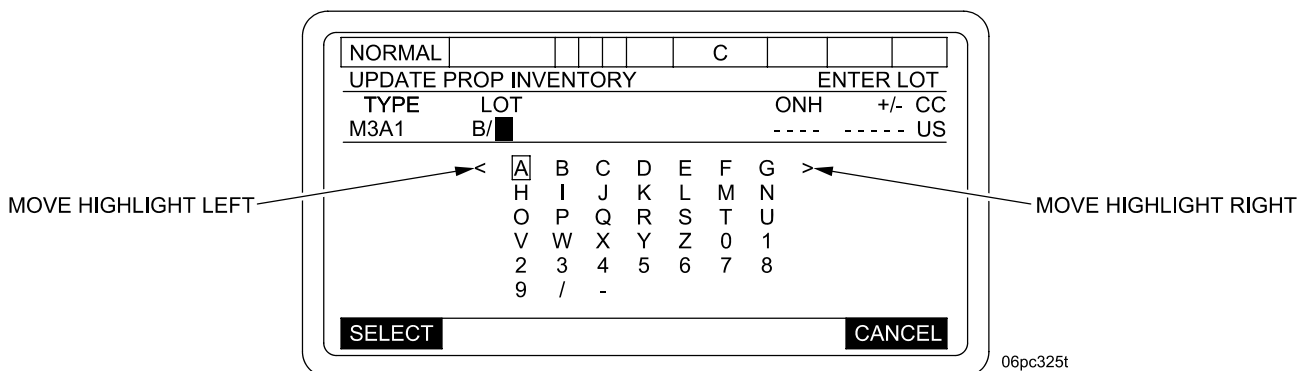 NORMAL C
UPDATE PROP INVENTORY ENTER LOT
TYPE LOT ONH +/- CC
M3A1 B/ - - - - - - - - - US
< A B C D E F G >
H I J K L M N
MOVE HIGHLIGHT LEFT MOVE HIGHLIGHT RIGHT
O P Q R S T U
V W X Y Z 0 1
2 3 4 5 6 7 8
9 / -
SELECT CANCEL
06pc325t